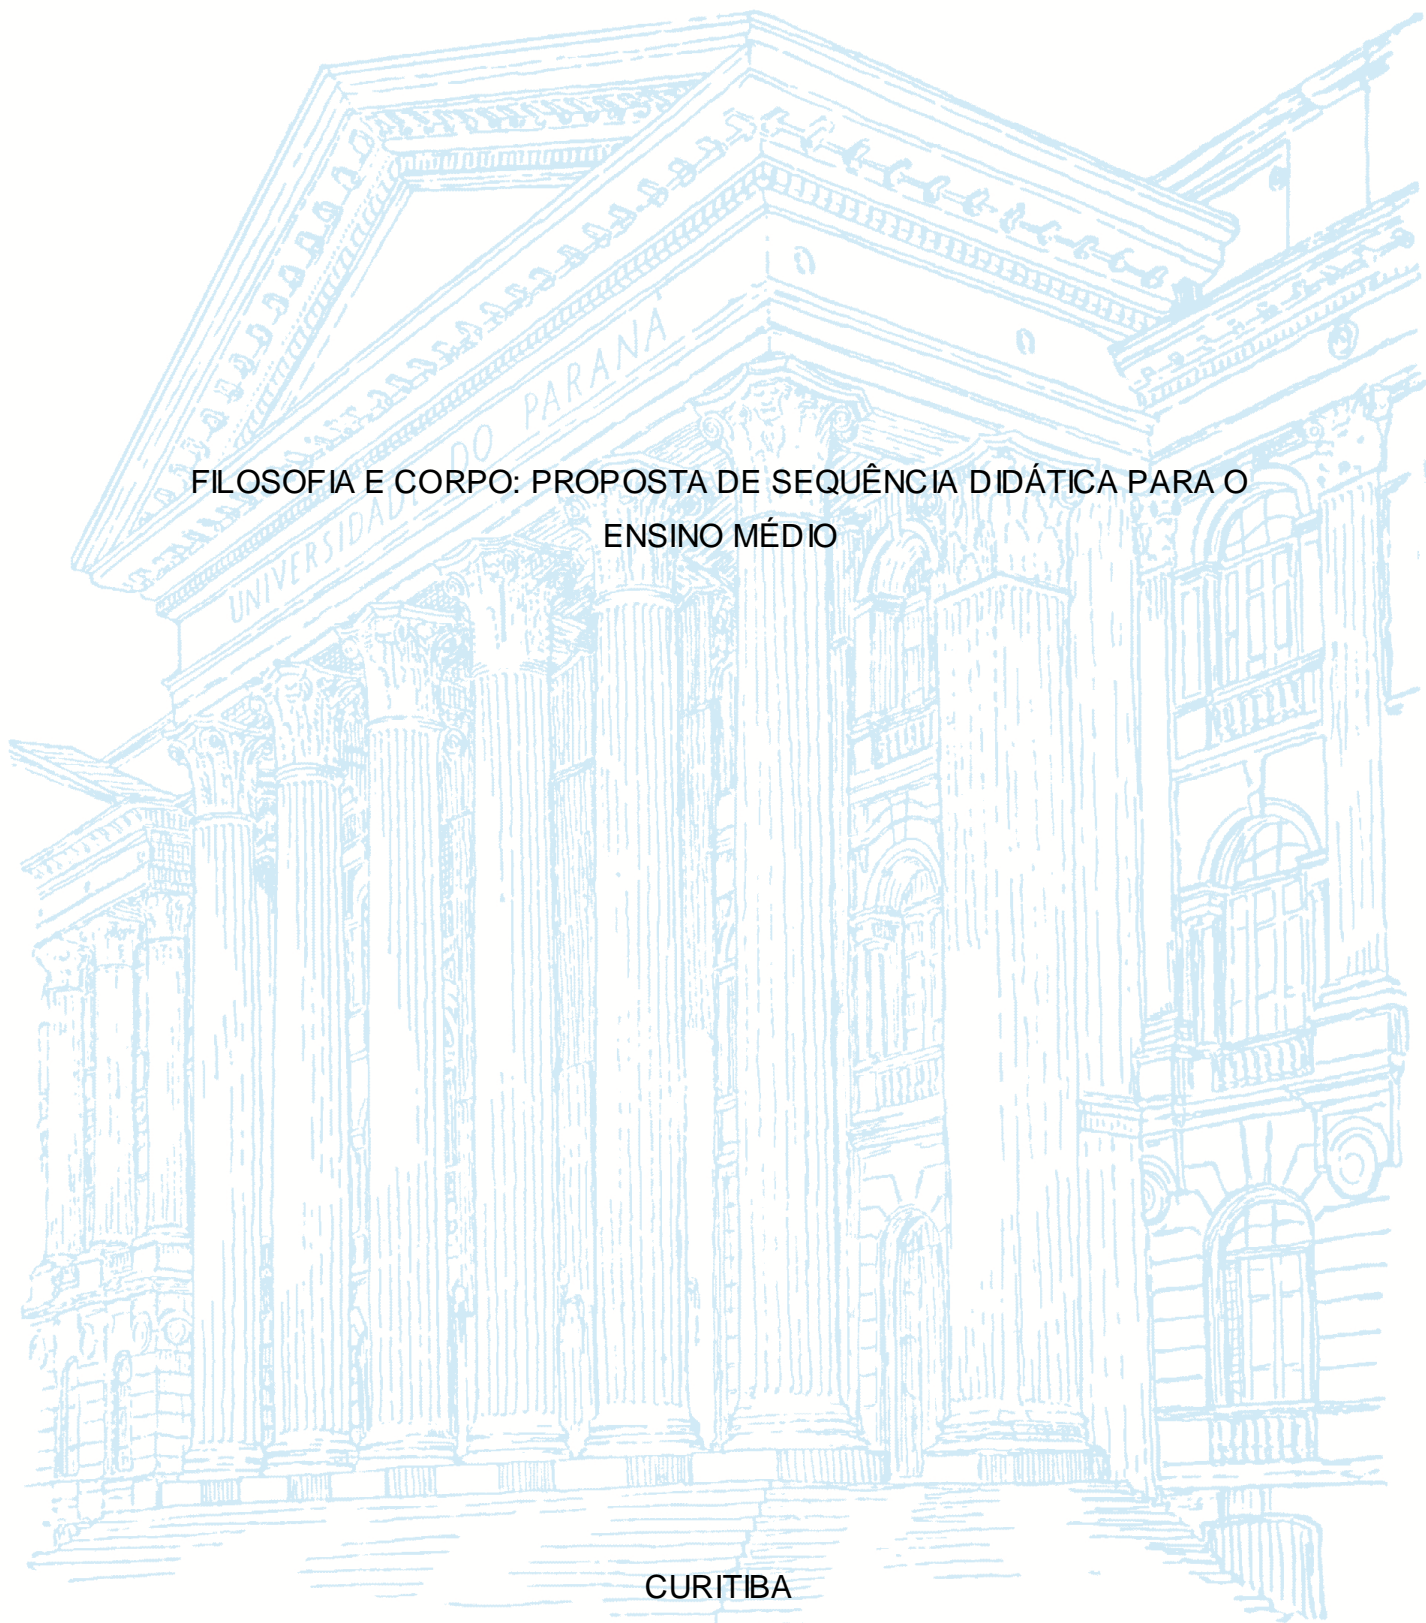 UNIVERSIDADE DO PARANÁ
FILOSOFIA E CORPO: PROPOSTA DE SEQUÊNCIA DIDÁTICA PARA O
ENSINO MÉDIO
CURITIBA